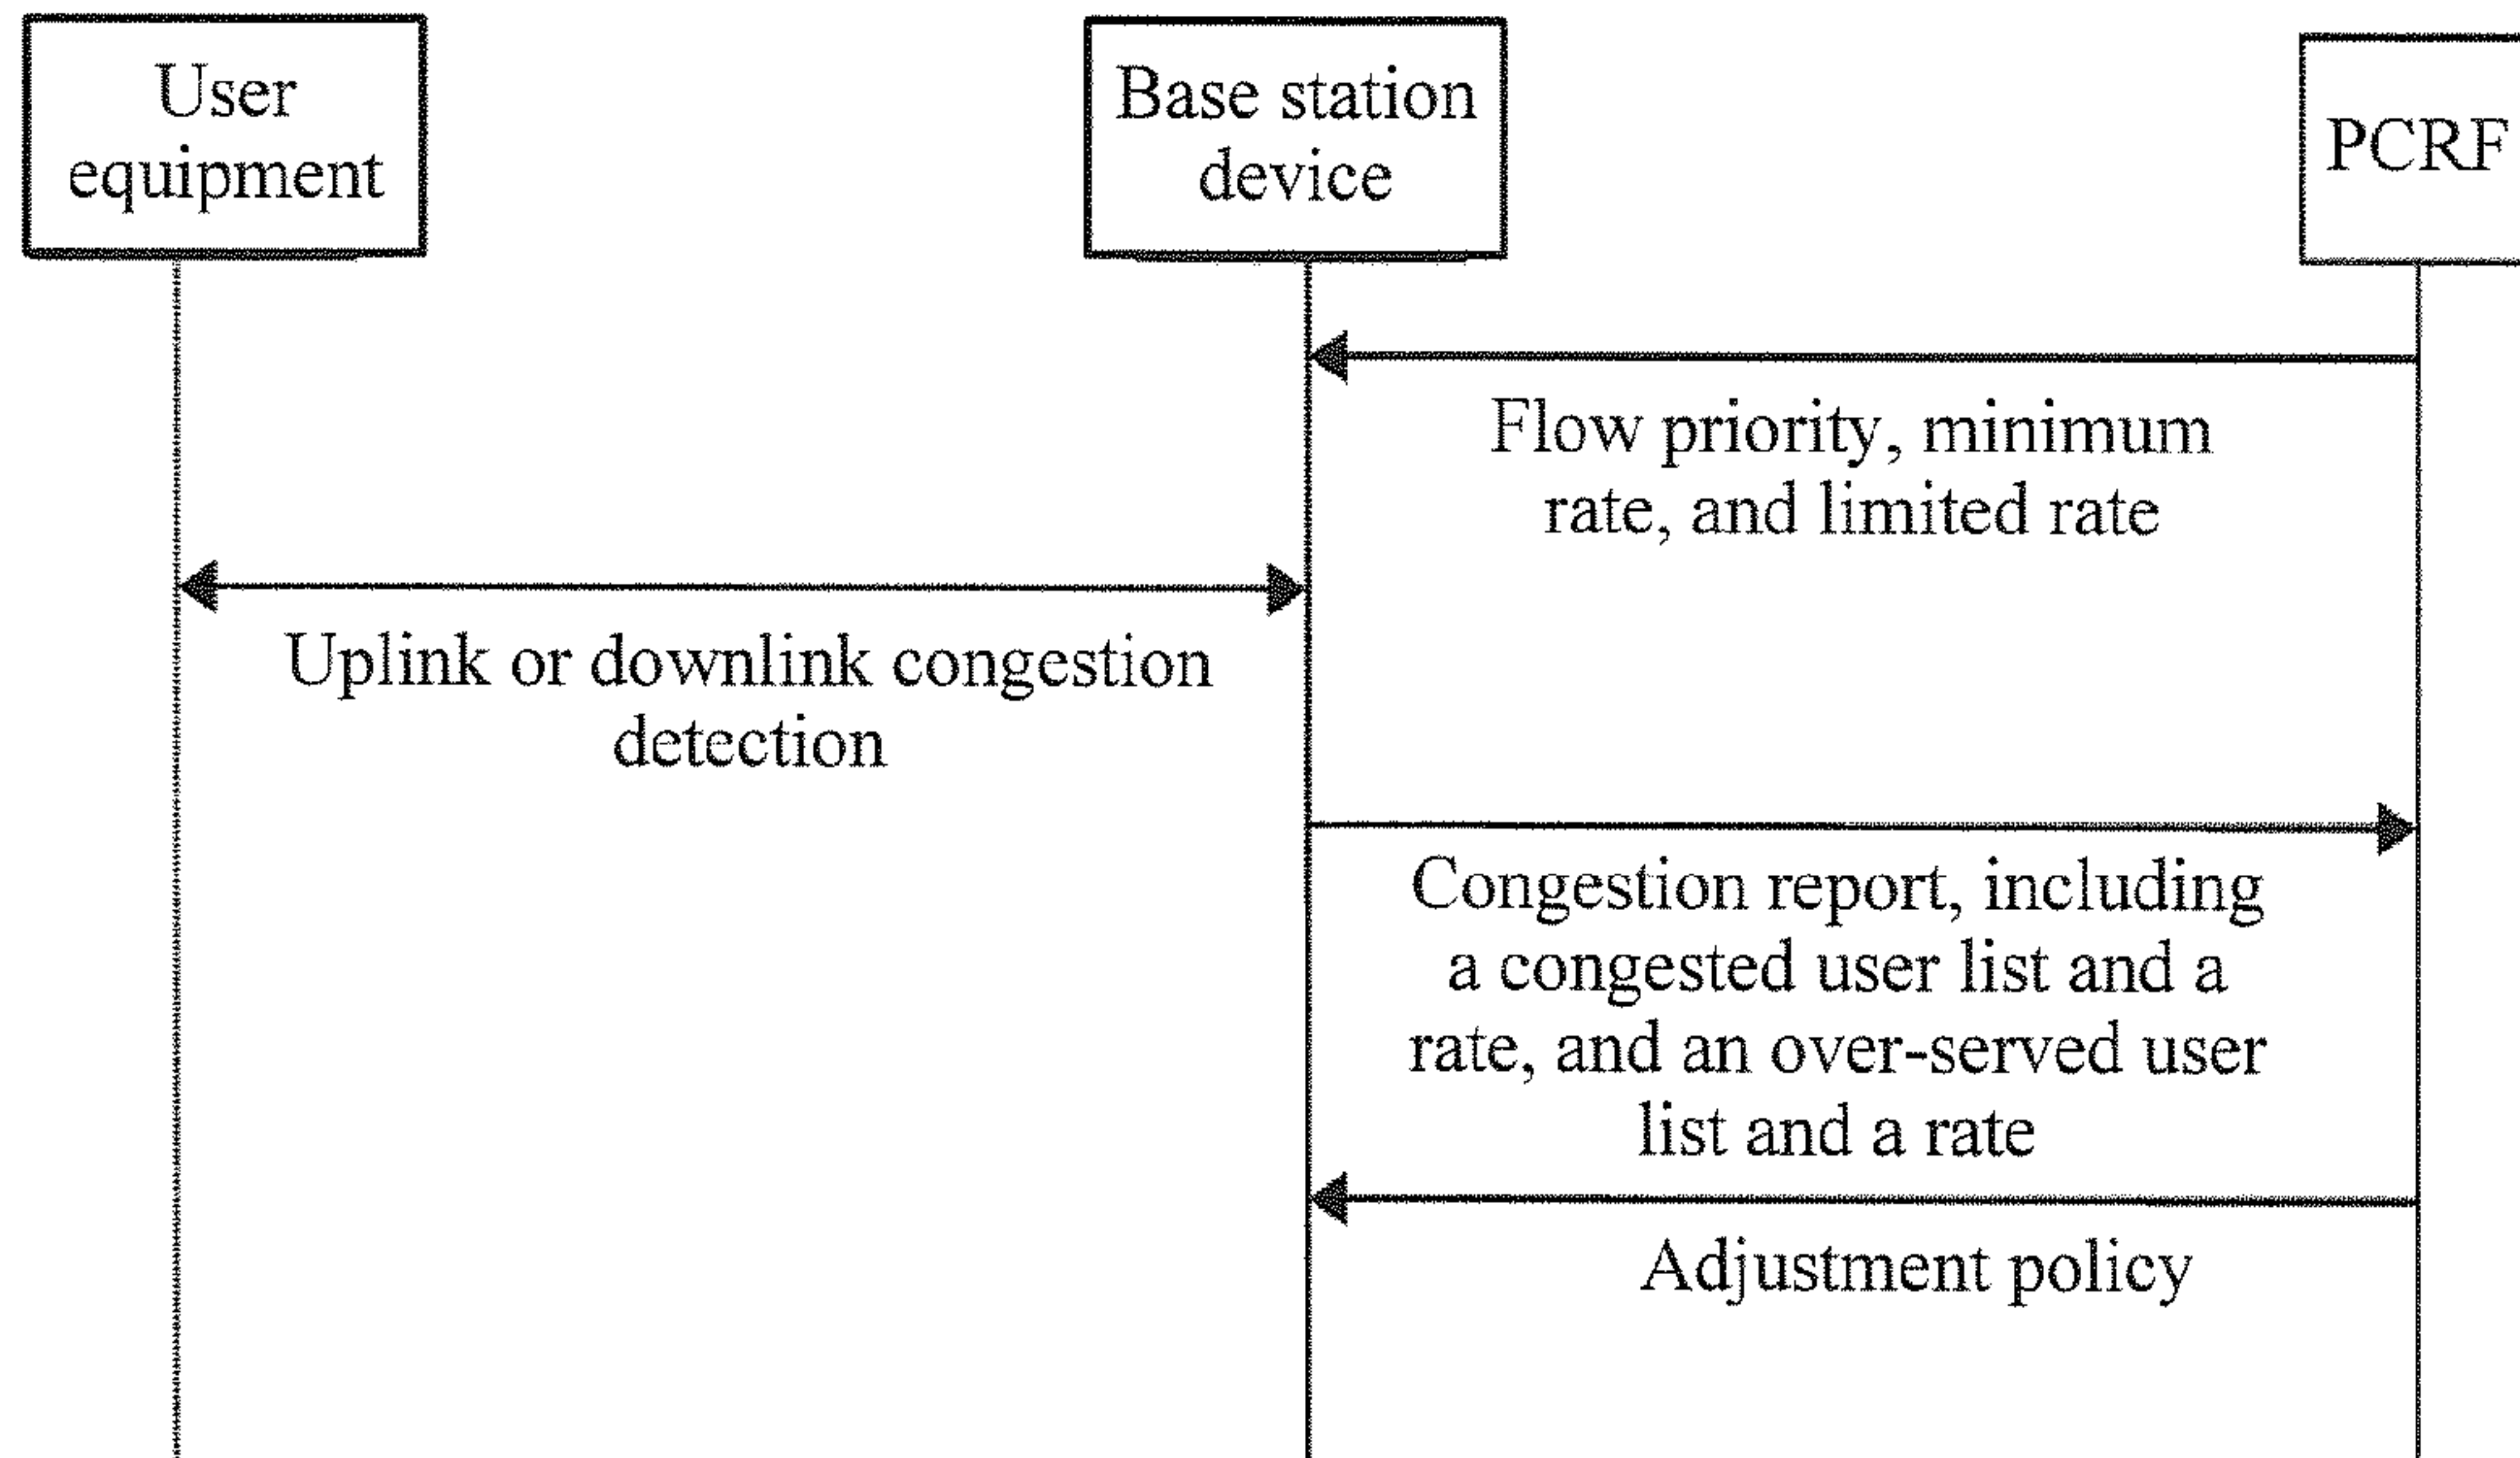 User
equipment
Base station
device
PCRF
Flow priority, minimum
rate, and limited rate
Uplink or downlink congestion
detection
Congestion report, including
a congested user list and a
rate, and an over-served user
list and a rate
Adjustment policy